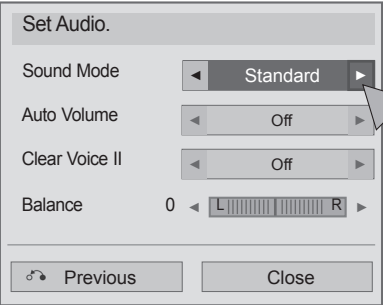 Set Audio.
Sound Mode ◄ Standard ►
Auto Volume ◄ Off ►
Clear Voice II ◄ Off ►
Balance 0 ◄ L R ►
Previous Close